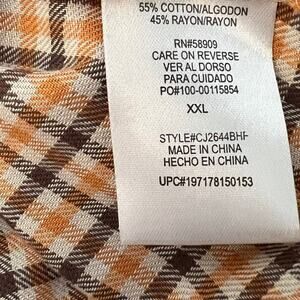 55% COTTON/ALGODON
45% RAYON/RAYON
RN#58909
CARE ON REVERSE
VER AL DORSO
PARA CUIDADO
PO#100-00115854
XXL
STYLE#CJ2644BHF
MADE IN CHINA
HECHO EN CHINA
UPC#197178150153